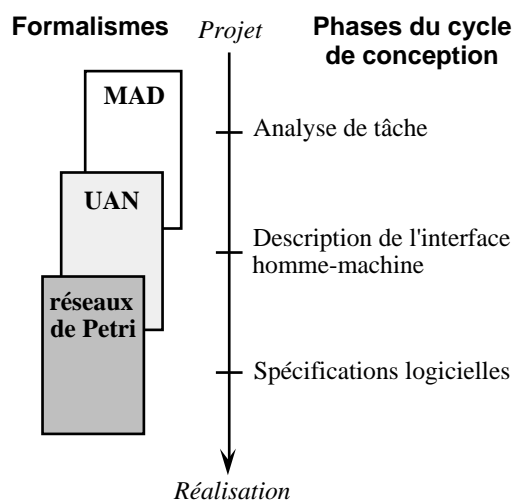 Formalismes
Projet
Phases du cycle
de conception
MAD
Analyse de tâche
UAN
Description de l'interface
homme-machine
réseaux
de Petri
Spécifications logicielles
Réalisation